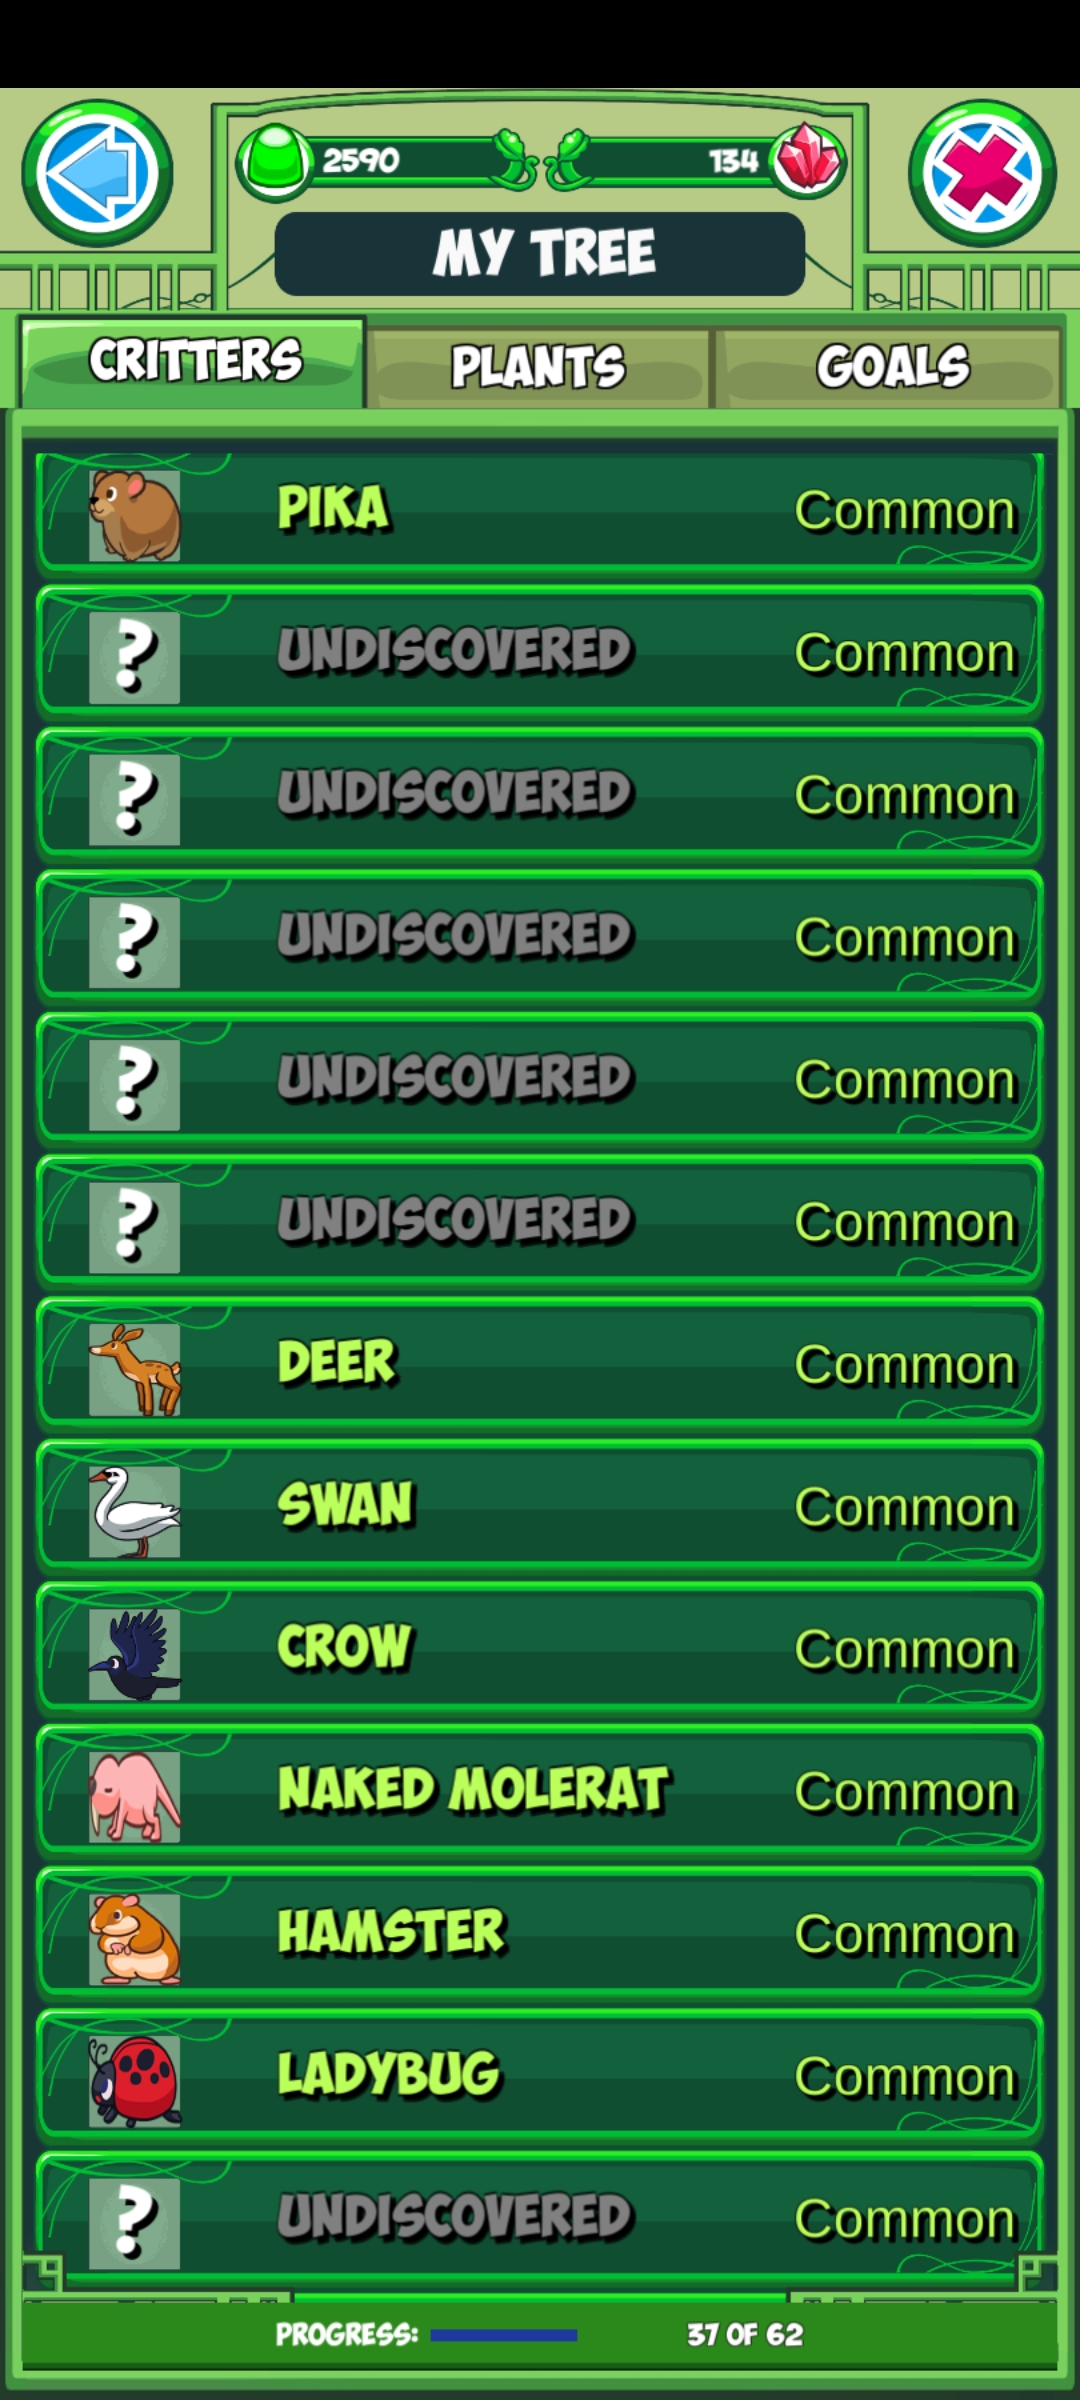 2590
134
MY TREE
CRITTERS
PLANTS
GOALS
PIKA Common
? UNDISCOVERED Common
? UNDISCOVERED Common
? UNDISCOVERED Common
? UNDISCOVERED Common
? UNDISCOVERED Common
DEER Common
SWAN Common
CROW Common
NAKED MOLERAT Common
HAMSTER Common
LADYBUG Common
? UNDISCOVERED Common
PROGRESS: 37 OF 62